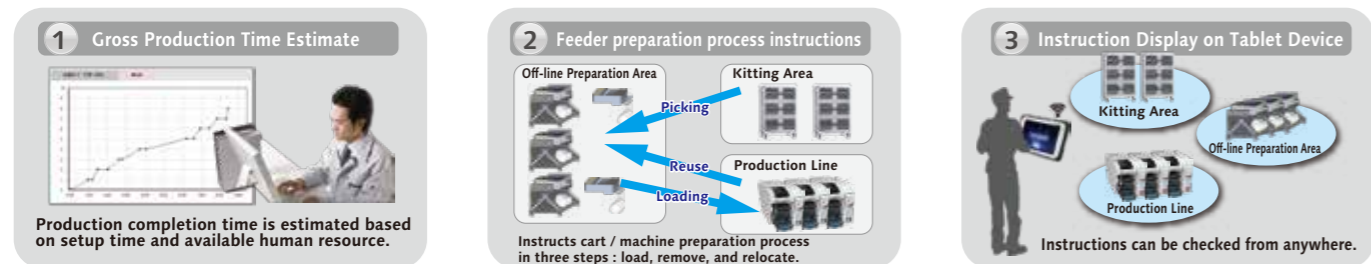 1 Gross Production Time Estimate
Production completion time is estimated based
on setup time and available human resource.
2 Feeder preparation process instructions
Off-line Preparation Area
Kitting Area
Picking
Reuse
Production Line
Loading
Instructs cart / machine preparation process
in three steps : load, remove, and relocate.
3 Instruction Display on Tablet Device
Kitting Area
Off-line Preparation Area
Production Line
Instructions can be checked from anywhere.